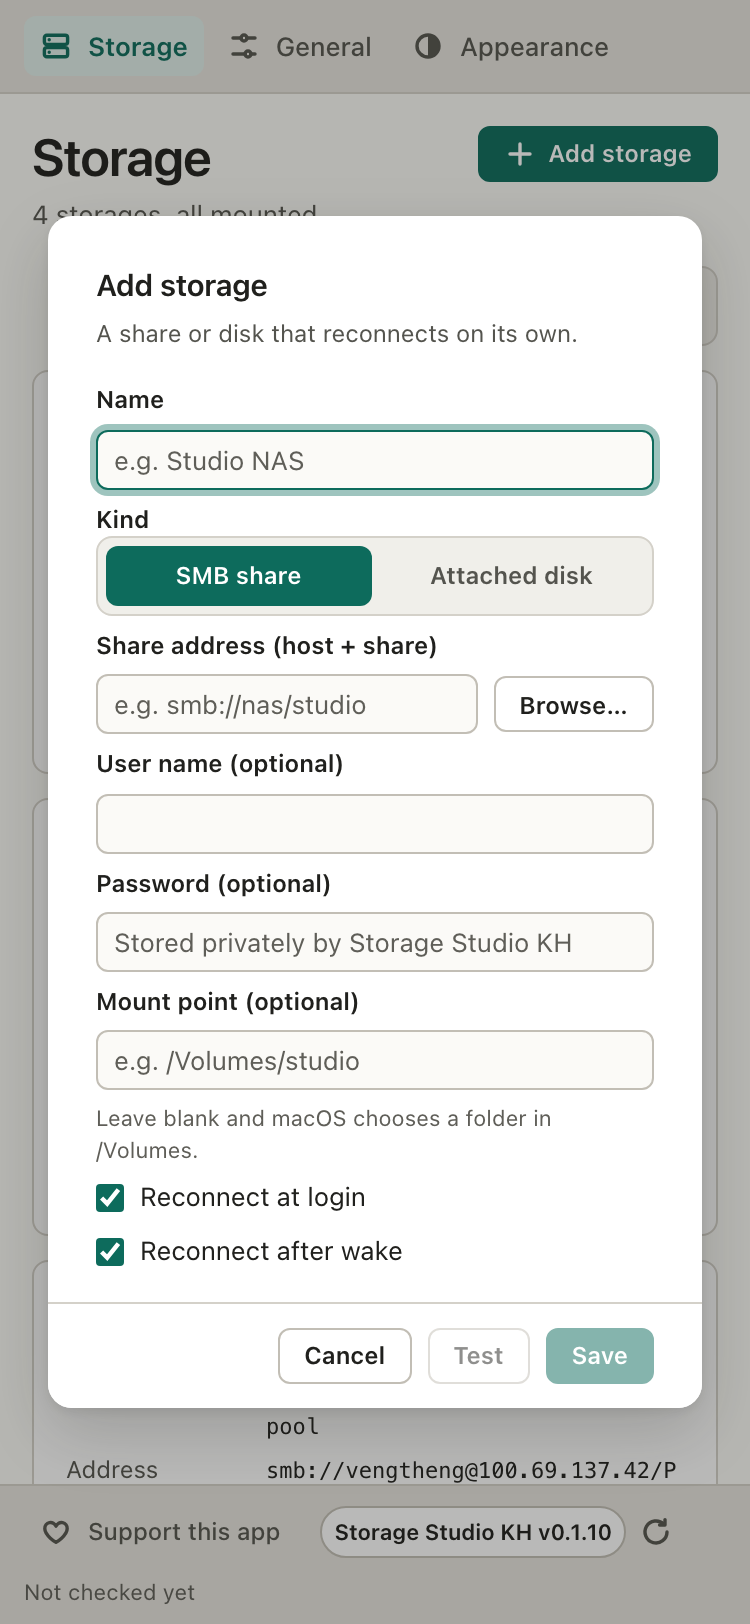 Storage
General
Appearance
Storage
Add storage
4 storages, all mounted
Add storage
A share or disk that reconnects on its own.
Name
e.g. Studio NAS
Kind
SMB share
Attached disk
Share address (host + share)
e.g. smb://nas/studio
Browse...
User name (optional)
Password (optional)
Stored privately by Storage Studio KH
Mount point (optional)
e.g. /Volumes/studio
Leave blank and macOS chooses a folder in
/Volumes.
Reconnect at login
Reconnect after wake
Cancel
Test
Save
pool
Address
smb://vengtheng@100.69.137.42/P
Support this app
Storage Studio KH v0.1.10
Not checked yet